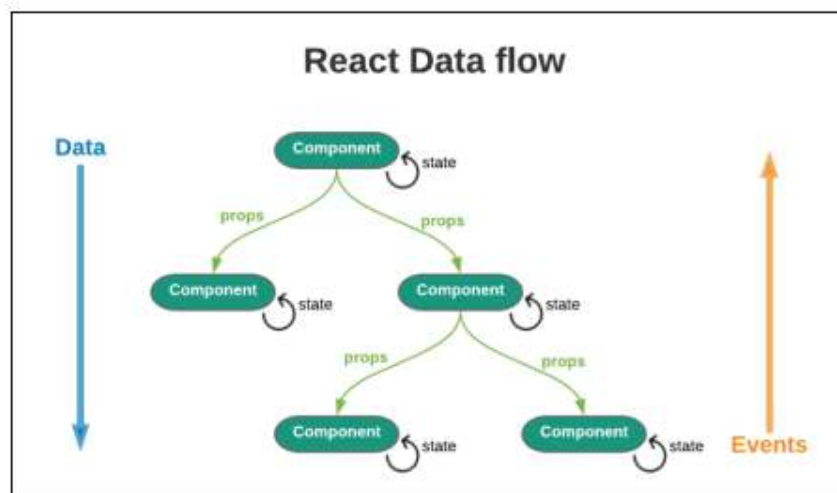 React Data flow
Data
Component
state
props
props
Component
state
Component
state
props
props
Component
state
Component
state
Events